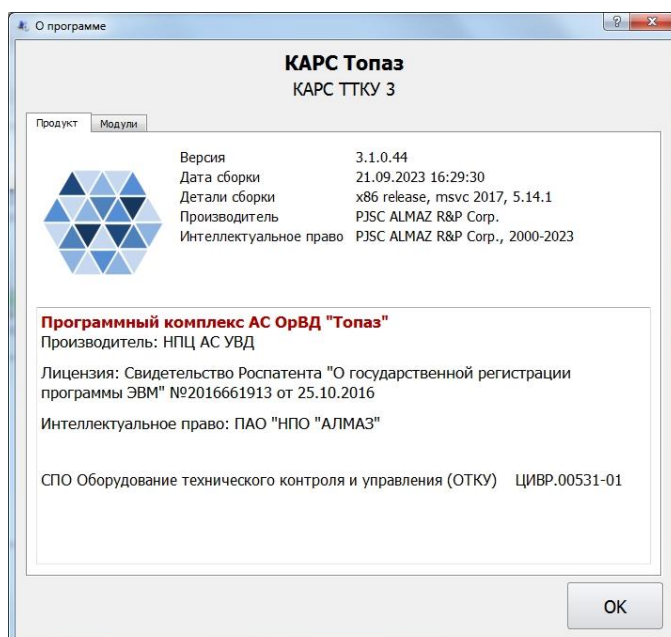 О программе
КАРС Топаз
КАРС ТТКУ 3
Продукт Модули
Версия 3.1.0.44
Дата сборки 21.09.2023 16:29:30
Детали сборки x86 release, msvc 2017, 5.14.1
Производитель PJSC ALMAZ R&P Corp.
Интеллектуальное право PJSC ALMAZ R&P Corp., 2000-2023
Программный комплекс АС ОрВД "Топаз"
Производитель: НПЦ АС УВД
Лицензия: Свидетельство Роспатента "О государственной регистрации
программы ЭВМ" №2016661913 от 25.10.2016
Интеллектуальное право: ПАО "НПО "АЛМАЗ"
СПО Оборудование технического контроля и управления (ОТКУ) ЦИВР.00531-01
OK